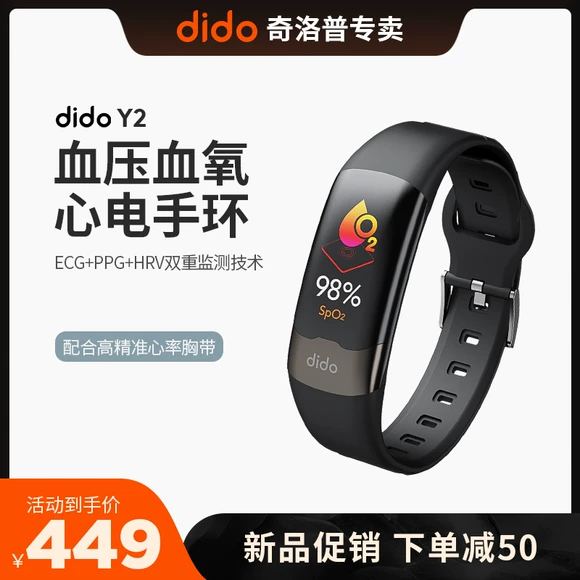 dido 奇洛普专卖
dido Y2
血压血氧
心电手环
ECG+PPG+HRV双重监测技术
配合高精准心率胸带
O2
98%
SpO2
dido
活动到手价
¥449
新品促销 下单减50